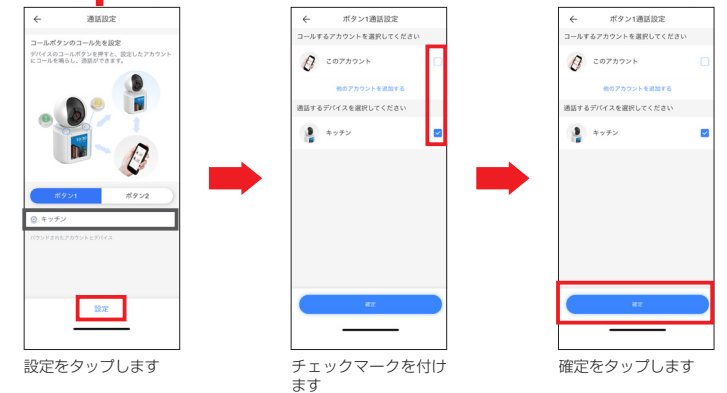 通話設定
コールボタンのコール先を設定
デバイスのコールボタンを押すと、設定したアカウント
にコールを鳴らし、通話ができます。
ボタン1
ボタン2
キッチン
バウンドされたアカウントとデバイス
設定
設定をタップします
ボタン1通話設定
コールするアカウントを選択してください
このアカウント
他のアカウントを追加する
通話するデバイスを選択してください
キッチン
確定
チェックマークを付け
ます
ボタン1通話設定
コールするアカウントを選択してください
このアカウント
他のアカウントを追加する
通話するデバイスを選択してください
キッチン
確定
確定をタップします